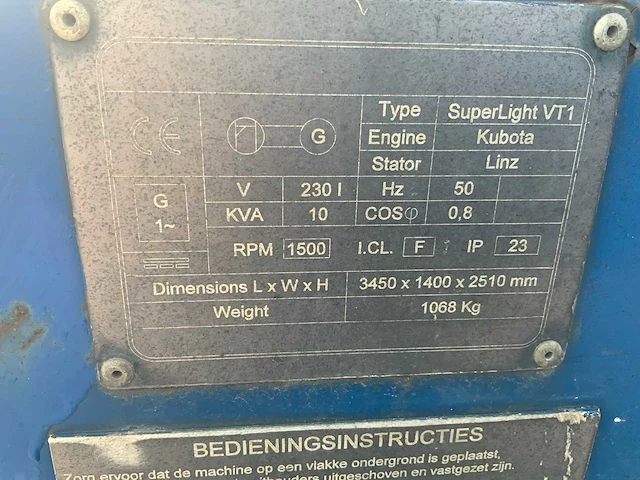 CE
G
Type SuperLight VT1
Engine Kubota
Stator Linz
G
1~
V 230 I Hz 50
KVA 10 COSφ 0,8
RPM 1500 I.CL. F IP 23
Dimensions L x W x H 3450 x 1400 x 2510 mm
Weight 1068 Kg
BEDIENINGSINSTRUCTIES
Zorg ervoor dat de machine op een vlakke ondergrond is geplaatst,
uitgeschoven en vastgezet zijn.